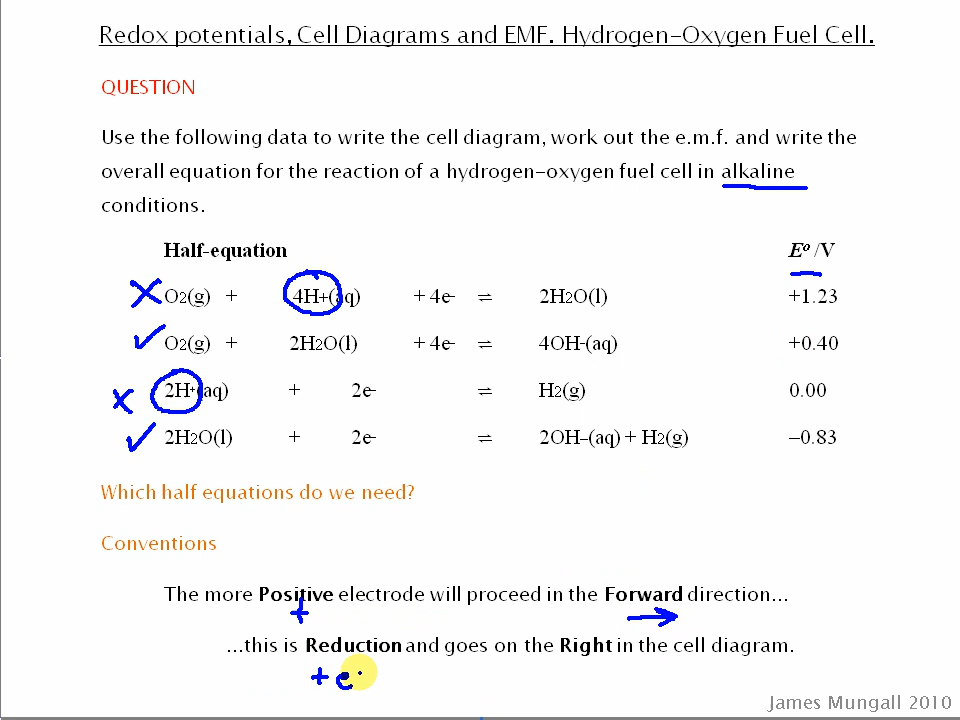 Redox potentials, Cell Diagrams and EMF. Hydrogen-Oxygen Fuel Cell.
QUESTION
Use the following data to write the cell diagram, work out the e.m.f. and write the
overall equation for the reaction of a hydrogen-oxygen fuel cell in alkaline
conditions.
Half-equation Eº /V
O2(g) + 4H+(aq) + 4e- ⇌ 2H2O(l) +1.23
O2(g) + 2H2O(l) + 4e- ⇌ 4OH-(aq) +0.40
2H+(aq) + 2e- ⇌ H2(g) 0.00
2H2O(l) + 2e- ⇌ 2OH-(aq) + H2(g) -0.83
Which half equations do we need?
Conventions
The more Positive electrode will proceed in the Forward direction...
+ →
...this is Reduction and goes on the Right in the cell diagram.
+ e
James Mungall 2010